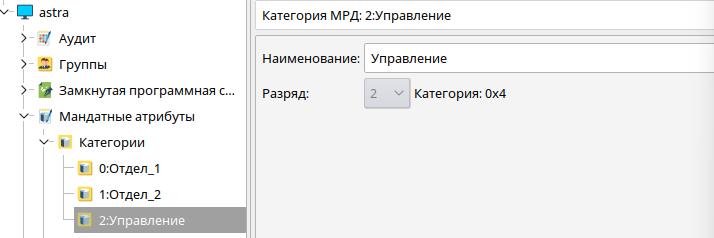 astra
Аудит
Группы
Замкнутая программная с...
Мандатные атрибуты
Категории
0:Отдел_1
1:Отдел_2
2:Управление
Категория МРД: 2:Управление
Наименование: Управление
Разряд: 2 Категория: 0x4